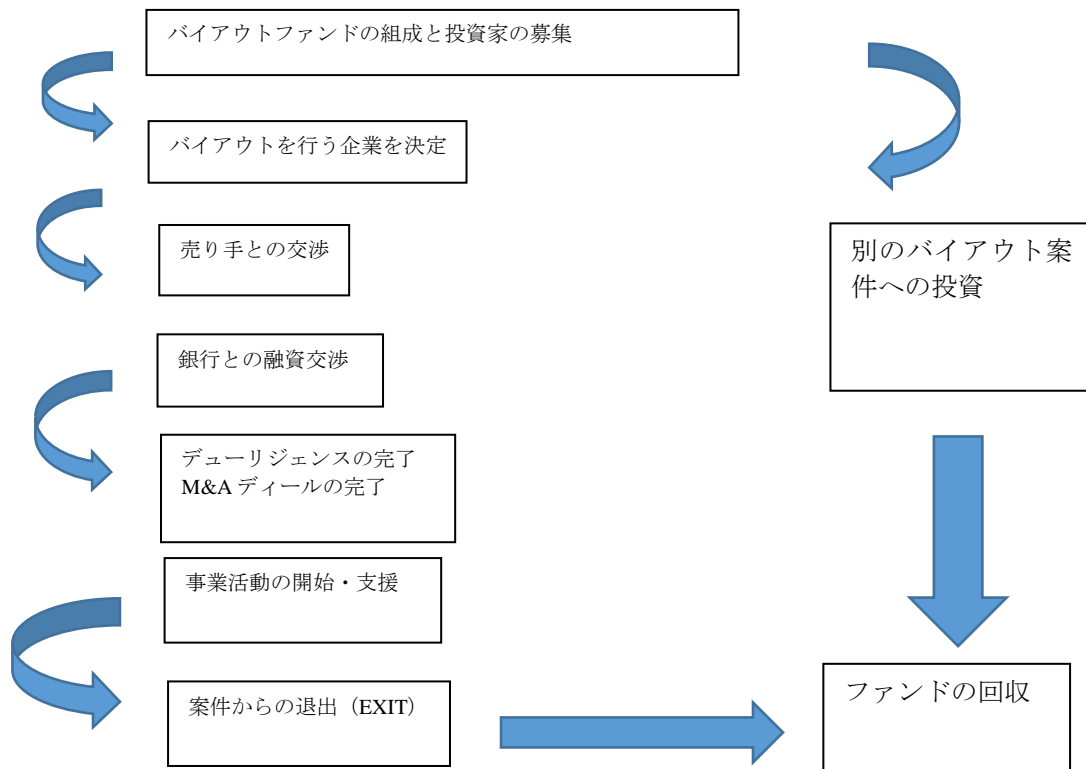 バイアウトファンドの組成と投資家の募集
バイアウトを行う企業を決定
売り手との交渉
銀行との融資交渉
デューリジェンスの完了
M&Aディールの完了
事業活動の開始・支援
案件からの退出（EXIT）
別のバイアウト案
件への投資
ファンドの回収